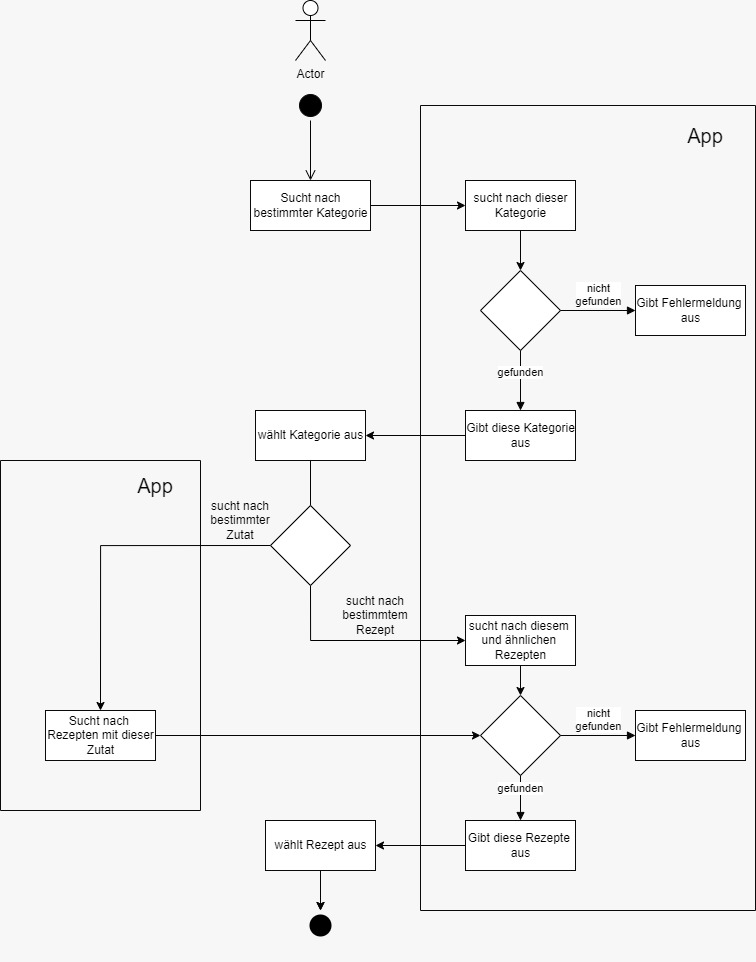 Actor
App
Sucht nach
bestimmter Kategorie
sucht nach dieser
Kategorie
nicht
gefunden
Gibt Fehlermeldung
aus
gefunden
wählt Kategorie aus
Gibt diese Kategorie
aus
App
sucht nach
bestimmter
Zutat
sucht nach
bestimmtem
Rezept
sucht nach diesem
und ähnlichen
Rezepten
Sucht nach
Rezepten mit dieser
Zutat
nicht
gefunden
Gibt Fehlermeldung
aus
gefunden
wählt Rezept aus
Gibt diese Rezepte
aus